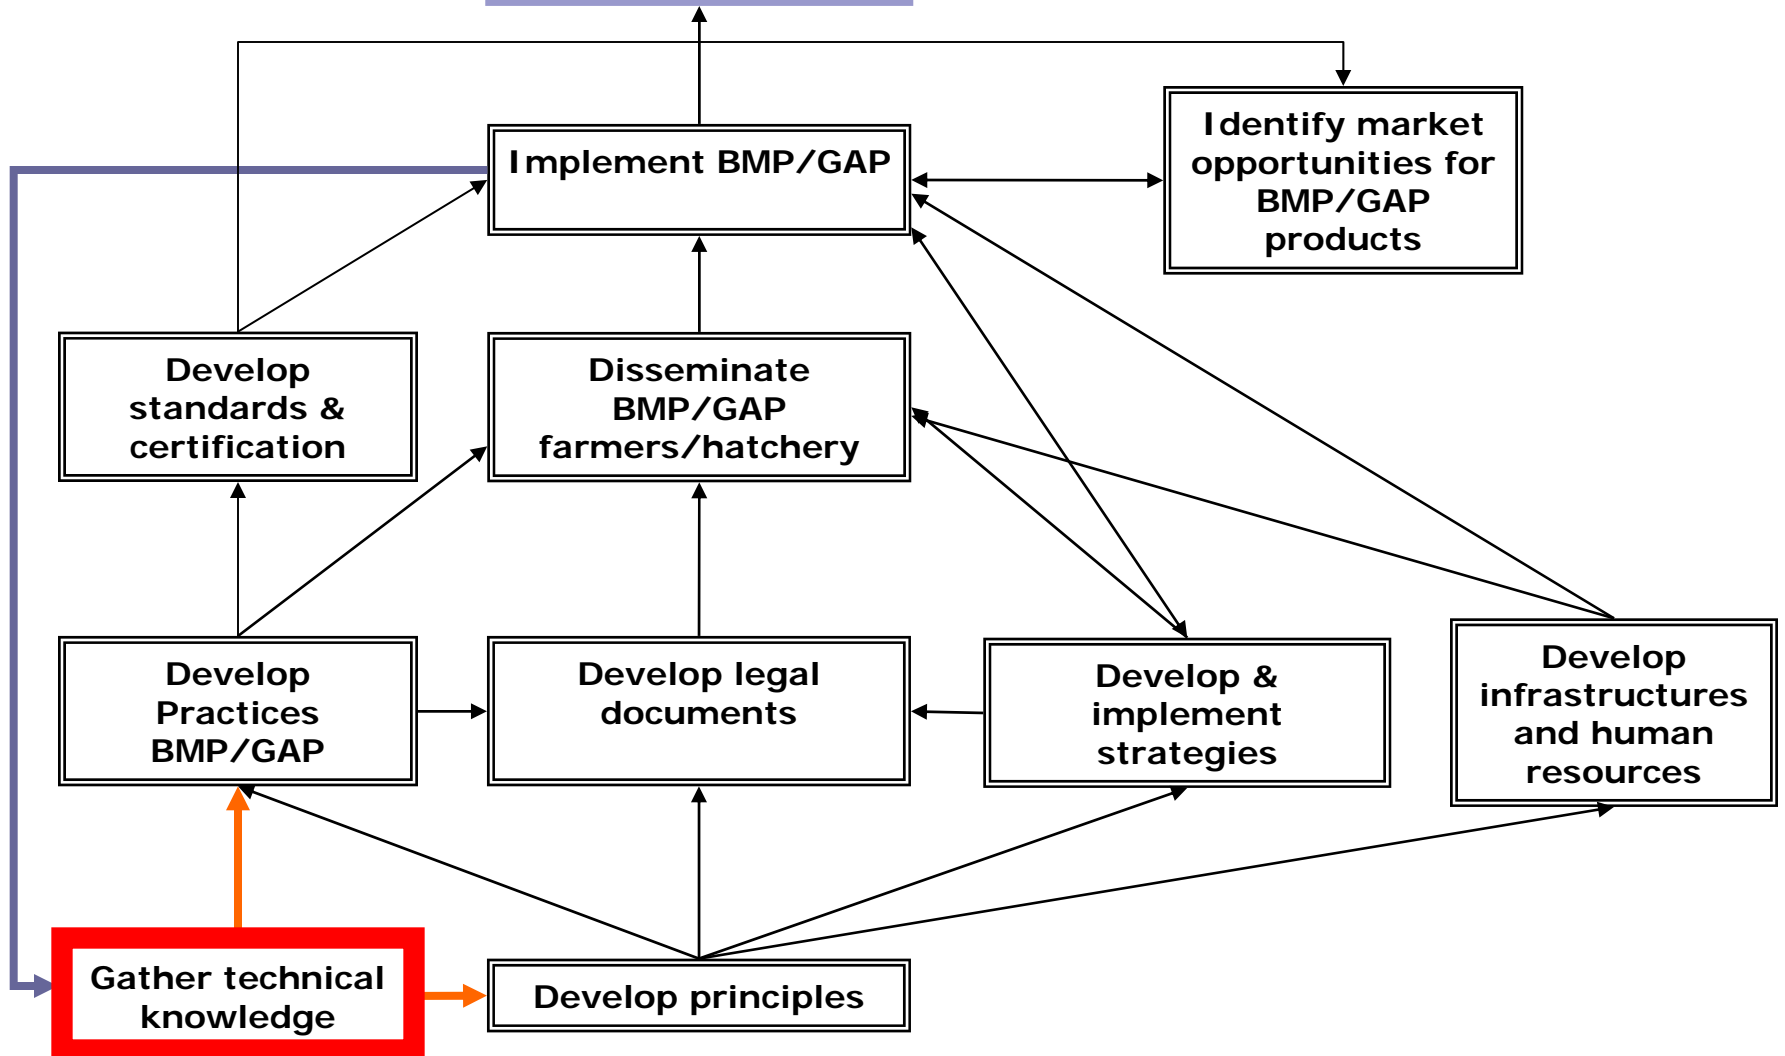 Implement BMP/GAP
Identify market
opportunities for
BMP/GAP
products
Develop
standards &
certification
Disseminate
BMP/GAP
farmers/hatchery
Develop
Practices
BMP/GAP
Develop legal
documents
Develop &
implement
strategies
Develop
infrastructures
and human
resources
Gather technical
knowledge
Develop principles